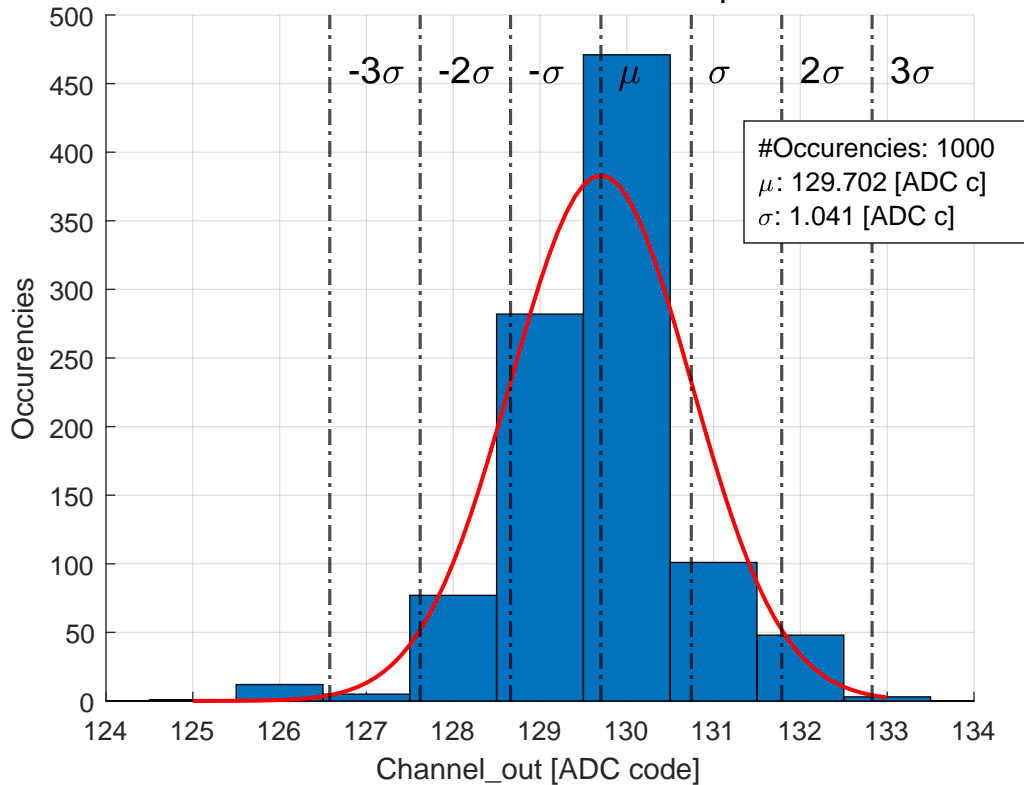 500
450
400
350
300
250
200
150
100
50
0
Occurencies
-3σ -2σ -σ μ σ 2σ 3σ
#Occurencies: 1000
μ: 129.702 [ADC c]
σ: 1.041 [ADC c]
124 125 126 127 128 129 130 131 132 133 134
Channel_out [ADC code]